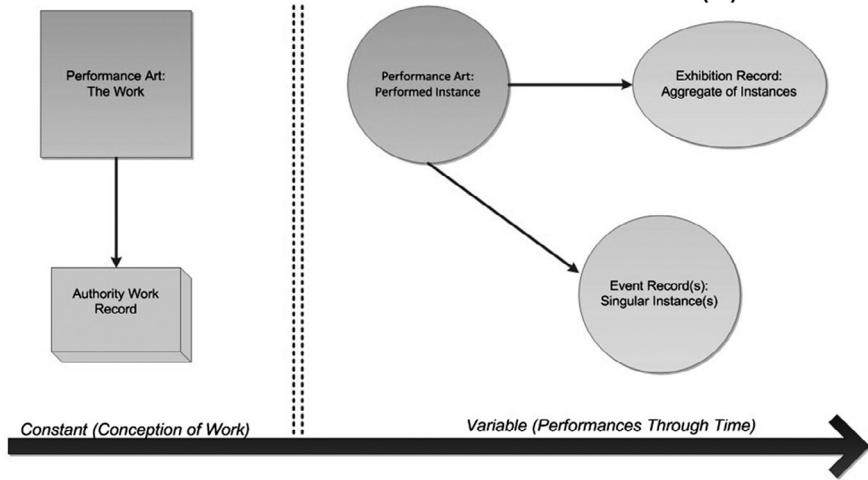 Performance Art:
The Work
Performance Art:
Performed Instance
Exhibition Record:
Aggregate of Instances
Authority Work
Record
Event Record(s):
Singular Instance(s)
Constant (Conception of Work)
Variable (Performances Through Time)